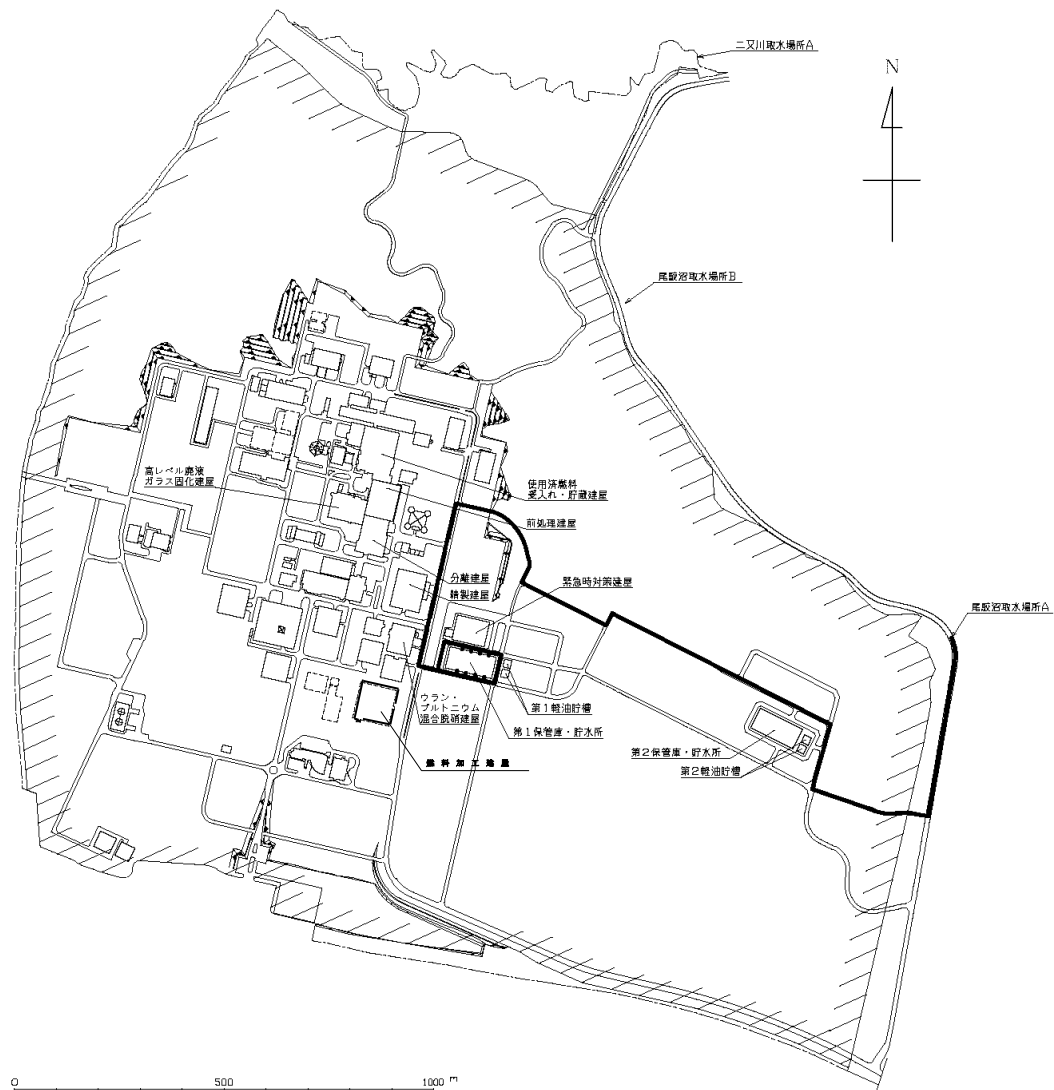 二又川取水場所A
N
尾駮沼取水場所B
高レベル廃液
ガラス固化建屋
使用済燃料
受入れ・貯蔵建屋
前処理建屋
分離建屋
精製建屋
緊急時対策建屋
尾駮沼取水場所A
ウラン・
プルトニウム
混合脱硝建屋
第1軽油貯槽
第1保管庫・貯水所
第2保管庫・貯水所
第2軽油貯槽
燃料加工建屋
0 500 1000 m